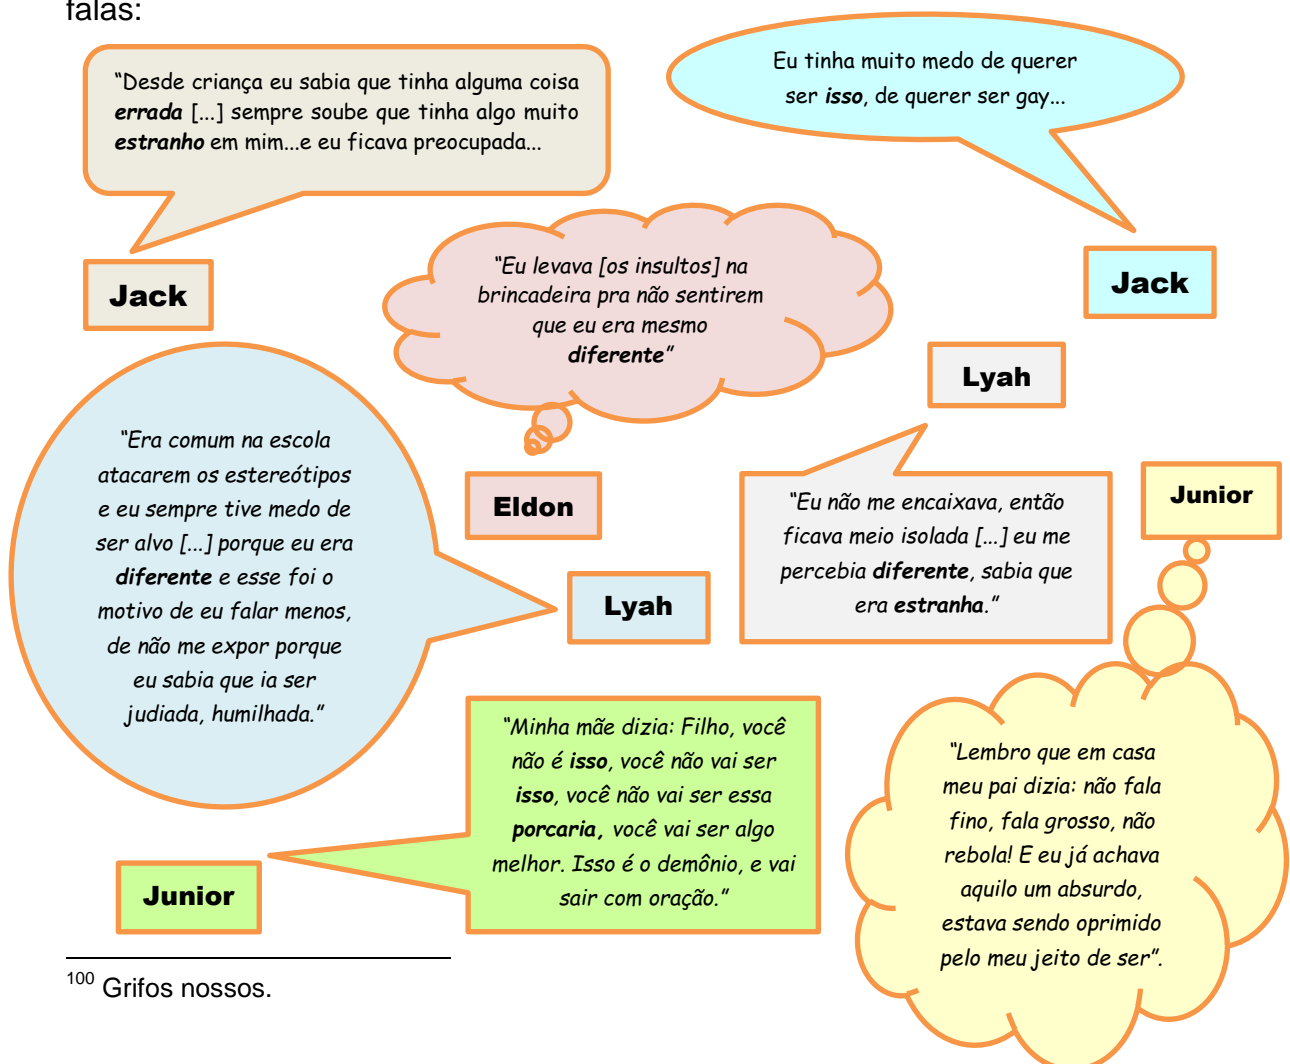 falas:
“Desde criança eu sabia que tinha alguma coisa
errada [...] sempre soube que tinha algo muito
estranho em mim...e eu ficava preocupada...
Jack
Eu tinha muito medo de querer
ser isso, de querer ser gay...
Jack
“Eu levava [os insultos] na
brincadeira pra não sentirem
que eu era mesmo
diferente”
Eldon
Lyah
“Eu não me encaixava, então
ficava meio isolada [...] eu me
percebia diferente, sabia que
era estranha.”
“Era comum na escola
atacarem os estereótipos
e eu sempre tive medo de
ser alvo [...] porque eu era
diferente e esse foi o
motivo de eu falar menos,
de não me expor porque
eu sabia que ia ser
judiada, humilhada.”
Lyah
Junior
“Lembro que em casa
meu pai dizia: não fala
fino, fala grosso, não
rebola! E eu já achava
aquilo um absurdo,
estava sendo oprimido
pelo meu jeito de ser”.
“Minha mãe dizia: Filho, você
não é isso, você não vai ser
isso, você não vai ser essa
porcaria, você vai ser algo
melhor. Isso é o demônio, e vai
sair com oração.”
Junior
100 Grifos nossos.